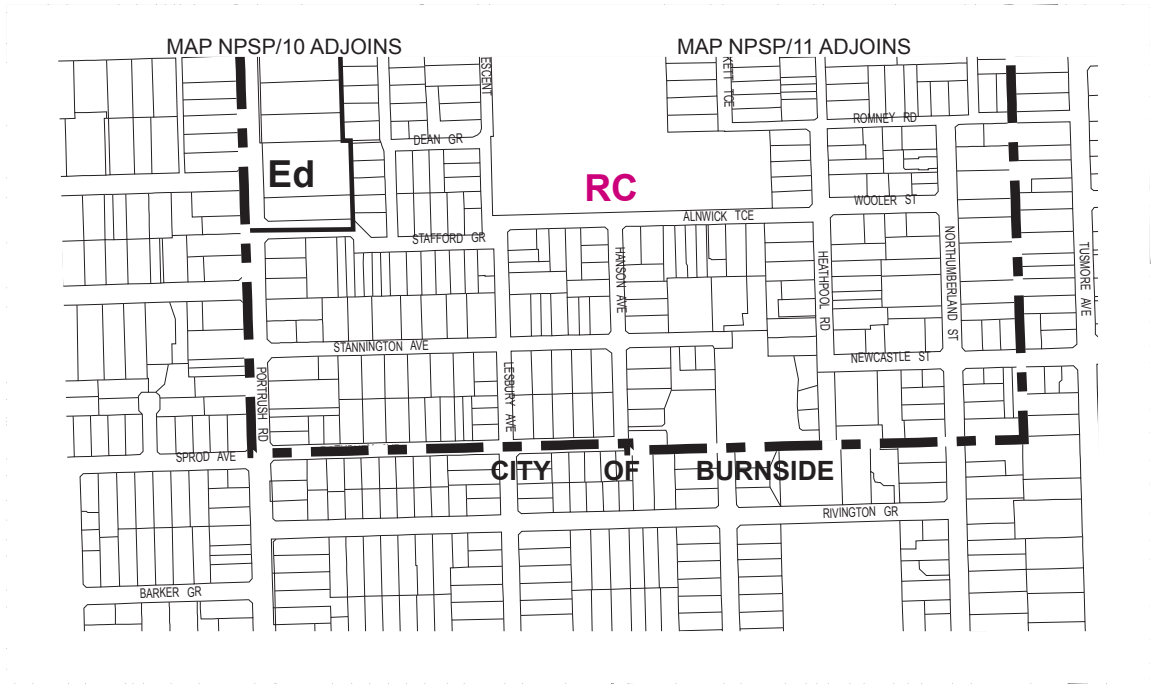 MAP NPSP/10 ADJOINS
MAP NPSP/11 ADJOINS
ESCENT
KETT TCE
ROMNEY RD
DEAN GR
Ed
RC
WOOLER ST
ALNWICK TCE
STAFFORD GR
HANSON AVE
HEATHPOOL RD
NORTHUMBERLAND ST
TUSMORE AVE
STANNINGTON AVE
NEWCASTLE ST
PORTRUSH RD
LESBURY AVE
SPROD AVE
CITY OF BURNSIDE
RIVINGTON GR
BARKER GR